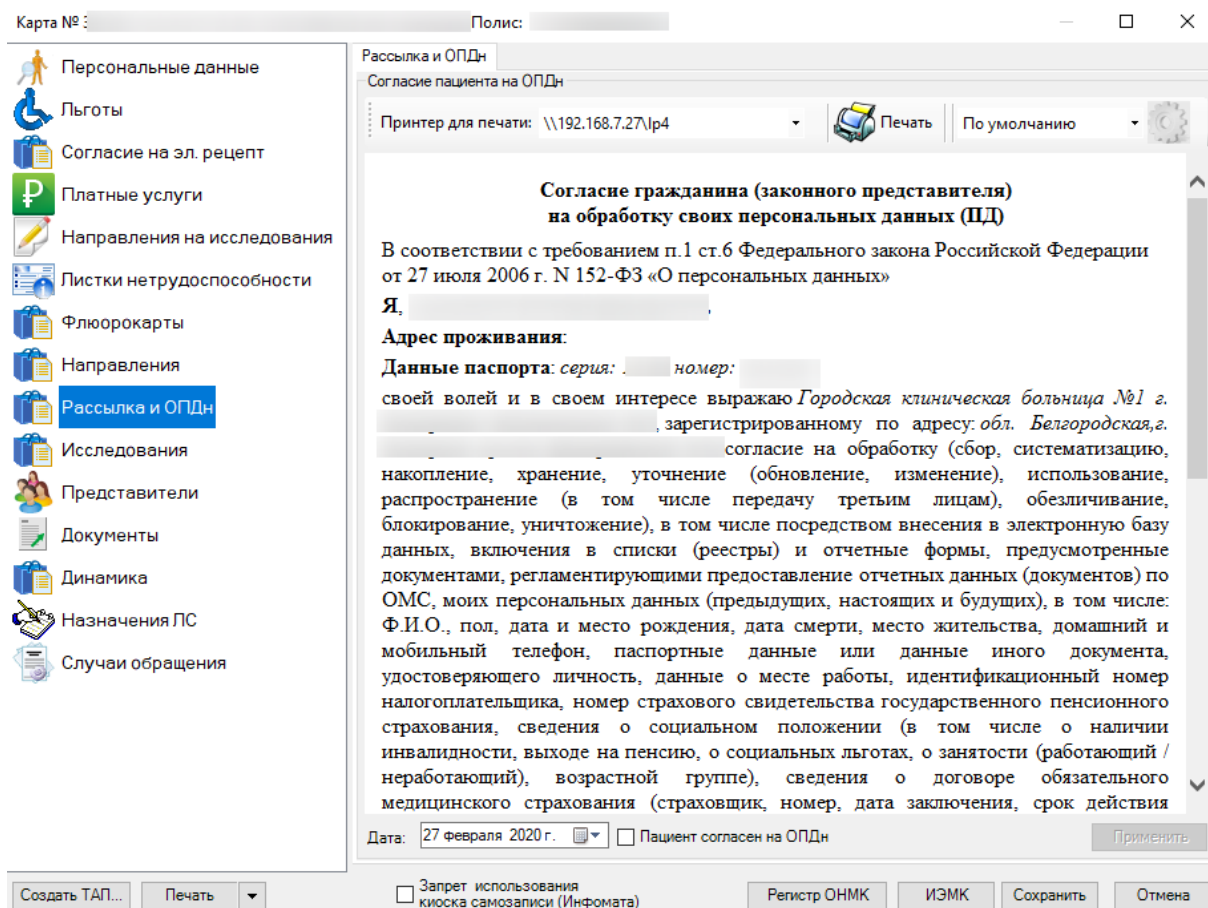 Карта №
Полис:
Персональные данные
Льготы
Согласие на эл. рецепт
Платные услуги
Направления на исследования
Листки нетрудоспособности
Флюорокарты
Направления
Рассылка и ОПДн
Исследования
Представители
Документы
Динамика
Назначения ЛС
Случаи обращения
Рассылка и ОПДн
Согласие пациента на ОПДн
Принтер для печати: \\192.168.7.27\lp4 Печать По умолчанию
Согласие гражданина (законного представителя)
на обработку своих персональных данных (ПД)
В соответствии с требованием п.1 ст.6 Федерального закона Российской Федерации
от 27 июля 2006 г. N 152-ФЗ «О персональных данных»
Я,
Адрес проживания:
Данные паспорта: серия: номер:
своей волей и в своем интересе выражаю Городская клиническая больница №1 г.
, зарегистрированному по адресу: обл. Белгородская,г.
согласие на обработку (сбор, систематизацию,
накопление, хранение, уточнение (обновление, изменение), использование,
распространение (в том числе передачу третьим лицам), обезличивание,
блокирование, уничтожение), в том числе посредством внесения в электронную базу
данных, включения в списки (реестры) и отчетные формы, предусмотренные
документами, регламентирующими предоставление отчетных данных (документов) по
ОМС, моих персональных данных (предыдущих, настоящих и будущих), в том числе:
Ф.И.О., пол, дата и место рождения, дата смерти, место жительства, домашний и
мобильный телефон, паспортные данные или данные иного документа,
удостоверяющего личность, данные о месте работы, идентификационный номер
налогоплательщика, номер страхового свидетельства государственного пенсионного
страхования, сведения о социальном положении (в том числе о наличии
инвалидности, выходе на пенсию, о социальных льготах, о занятости (работающий /
неработающий), возрастной группе), сведения о договоре обязательного
медицинского страхования (страховщик, номер, дата заключения, срок действия
Дата: 27 февраля 2020 г. Пациент согласен на ОПДн Применить
Создать ТАП... Печать
Запрет использования
киоска самозаписи (Инфомата)
Регистр ОНМК ИЭМК Сохранить Отмена